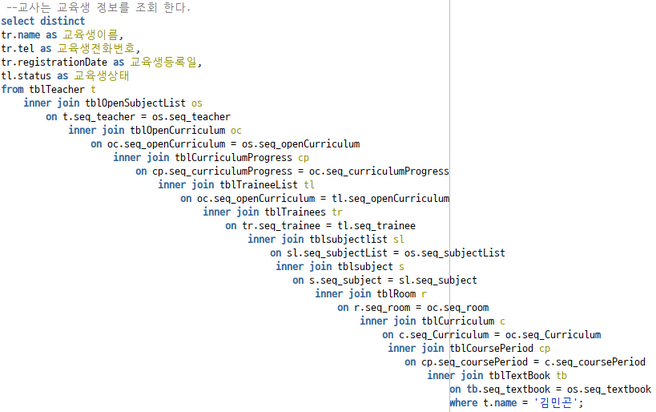 --교사는 교육생 정보를 조회 한다.
select distinct
tr.name as 교육생이름,
tr.tel as 교육생전화번호,
tr.registrationDate as 교육생등록일,
tl.status as 교육생상태
from tblTeacher t
inner join tblOpenSubjectList os
on t.seq_teacher = os.seq_teacher
inner join tblOpenCurriculum oc
on oc.seq_openCurriculum = os.seq_openCurriculum
inner join tblCurriculumProgress cp
on cp.seq_curriculumProgress = oc.seq_curriculumProgress
inner join tblTraineeList tl
on oc.seq_openCurriculum = tl.seq_openCurriculum
inner join tblTrainees tr
on tr.seq_trainee = tl.seq_trainee
inner join tblsubjectlist sl
on sl.seq_subjectList = os.seq_subjectList
inner join tblsubject s
on s.seq_subject = sl.seq_subject
inner join tblRoom r
on r.seq_room = oc.seq_room
inner join tblCurriculum c
on c.seq_Curriculum = oc.seq_Curriculum
inner join tblCoursePeriod cp
on cp.seq_coursePeriod = c.seq_coursePeriod
inner join tblTextBook tb
on tb.seq_textbook = os.seq_textbook
where t.name = '김민곤';